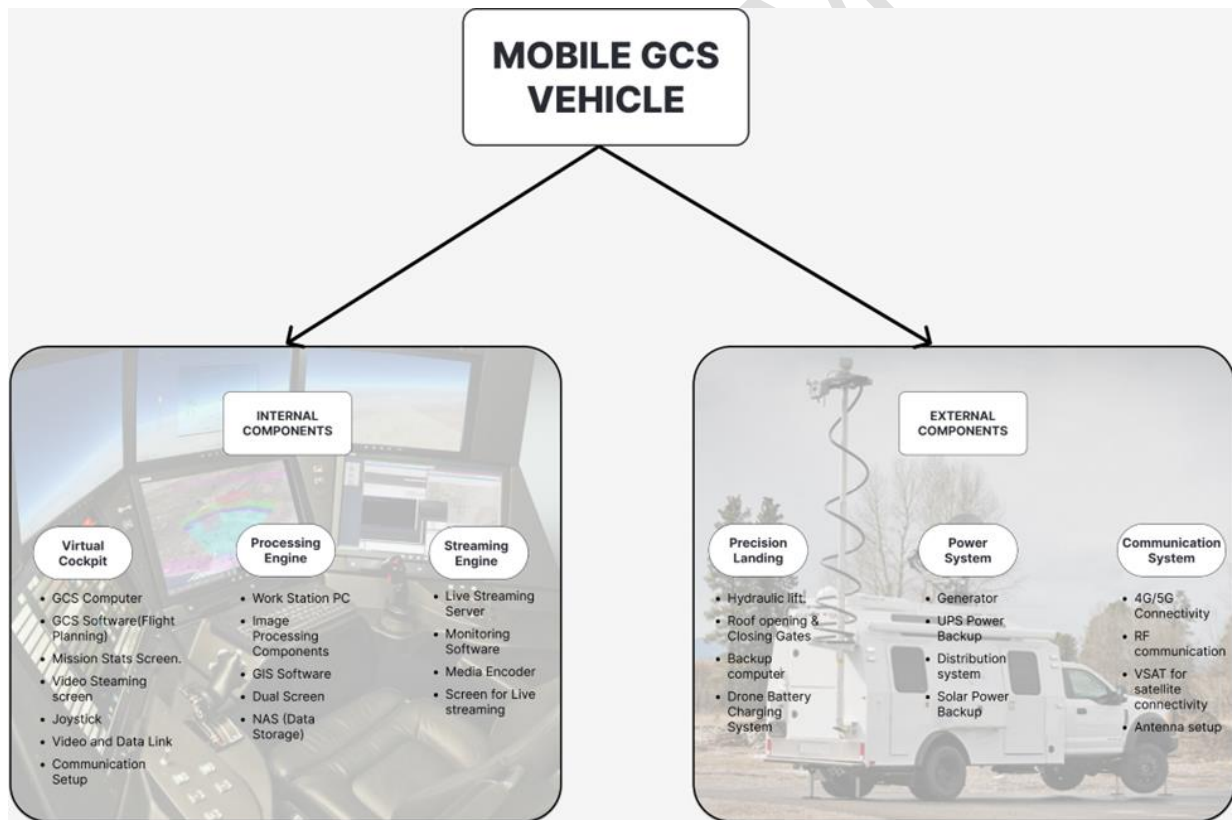 MOBILE GCS
VEHICLE
INTERNAL
COMPONENTS
Virtual
Cockpit
• GCS Computer
• GCS Software(Flight
Planning)
• Mission Stats Screen.
• Video Steaming
screen
• Joystick
• Video and Data Link
• Communication
Setup
Processing
Engine
• Work Station PC
• Image
Processing
Components
• GIS Software
• Dual Screen
• NAS (Data
Storage)
Streaming
Engine
• Live Streaming
Server
• Monitoring
Software
• Media Encoder
• Screen for Live
streaming
EXTERNAL
COMPONENTS
Precision
Landing
• Hydraulic lift.
• Roof opening &
Closing Gates
• Backup
computer
• Drone Battery
Charging
System
Power
System
• Generator
• UPS Power
Backup
• Distribution
system
• Solar Power
Backup
Communication
System
• 4G/5G
Connectivity
• RF
communication
• VSAT for
satellite
connectivity
• Antenna setup